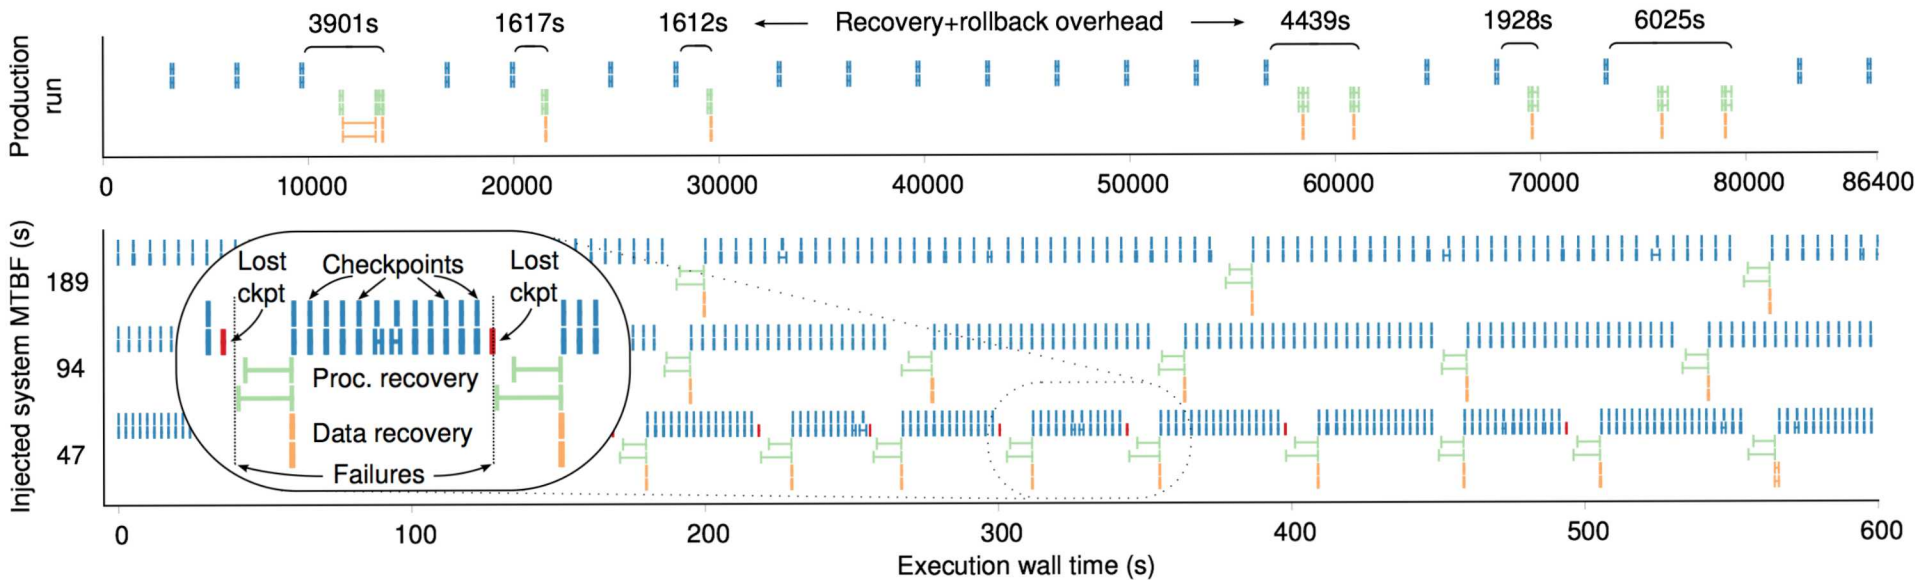 3901s 1617s 1612s Recovery+rollback overhead 4439s 1928s 6025s
Production
run
0 10000 20000 30000 40000 50000 60000 70000 80000 86400
Injected system MTBF (s)
189
94
47
Lost
ckpt
Checkpoints
Lost
ckpt
Proc. recovery
Data recovery
Failures
0 100 200 300 400 500 600
Execution wall time (s)